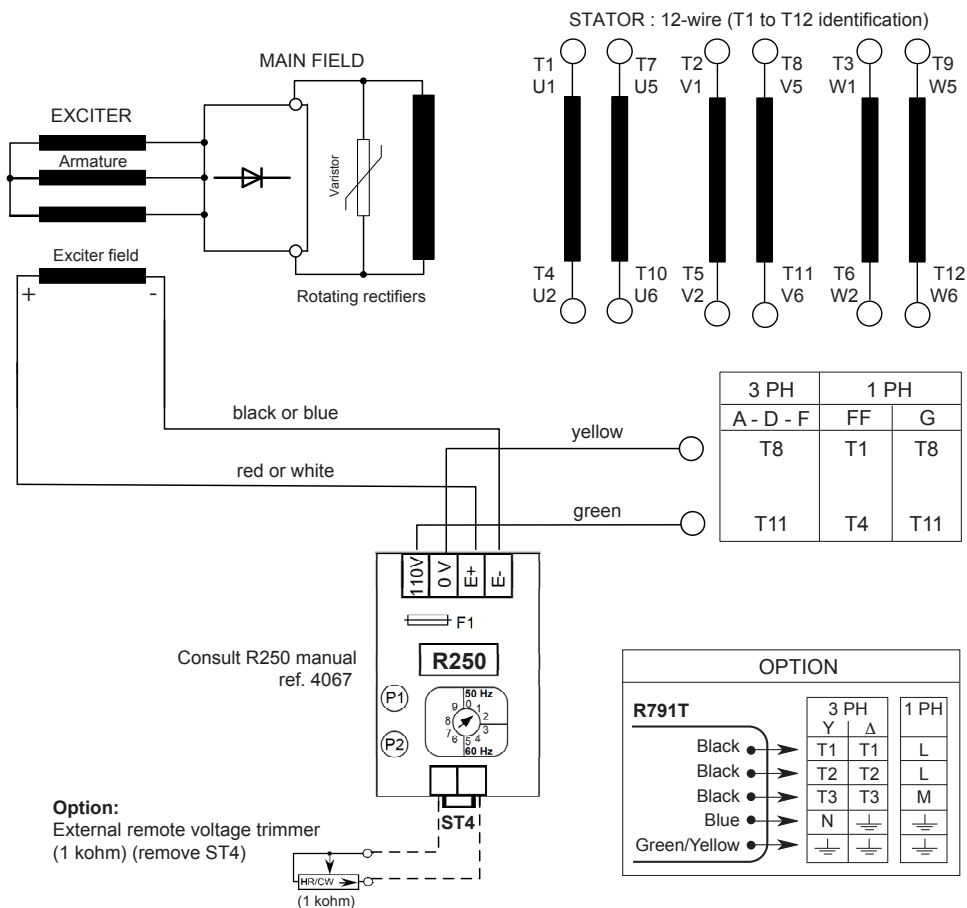 STATOR : 12-wire (T1 to T12 identification)
T1 T7 T2 T8 T3 T9
U1 U5 V1 V5 W1 W5
T4 T10 T5 T11 T6 T12
U2 U6 V2 V6 W2 W6
MAIN FIELD
EXCITER
Armature
Varistor
Exciter field
+ -
Rotating rectifiers
black or blue
red or white
yellow
green
3 PH 1 PH
A - D - F FF G
T8 T1 T8
T11 T4 T11
110V 0 V E+ E-
F1
R250
Consult R250 manual
ref. 4067
P1
P2
50 Hz
0 1 2 3 4 5 6 7 8 9
60 Hz
ST4
Option:
External remote voltage trimmer
(1 kohm) (remove ST4)
HR/CW
(1 kohm)
OPTION
R791T
3 PH 1 PH
Y Δ
Black T1 T1 L
Black T2 T2 L
Black T3 T3 M
Blue N
Green/Yellow